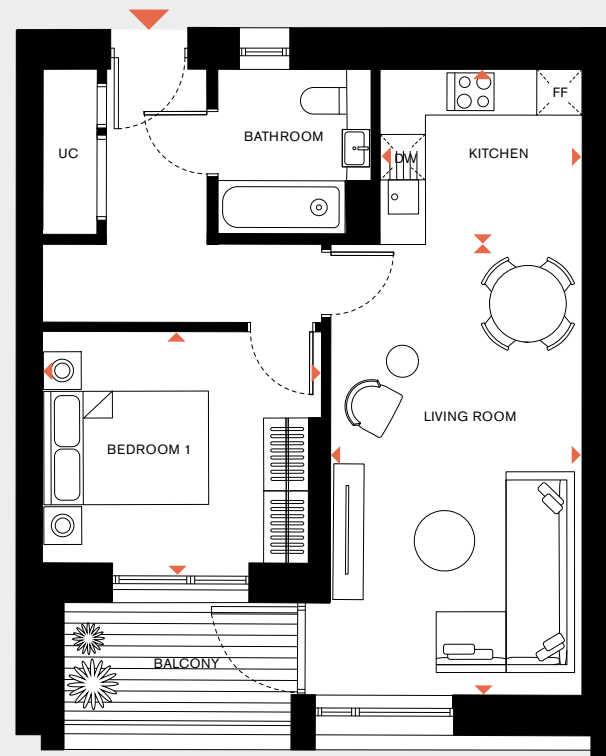 FF
BATHROOM
UC
KITCHEN
DW
LIVING ROOM
BEDROOM 1
BALCONY